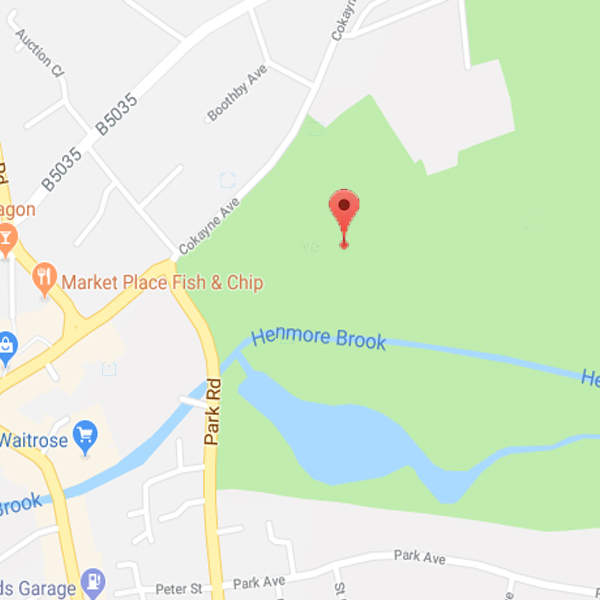 Cokayne
Auction Cl
Boothby Ave
B5035
B5035
Rd
agon
Cokayne Ave
Market Place Fish & Chip
Henmore Brook
He
Park Rd
Waitrose
Brook
Park Ave
ds Garage
Peter St
Park Ave
St